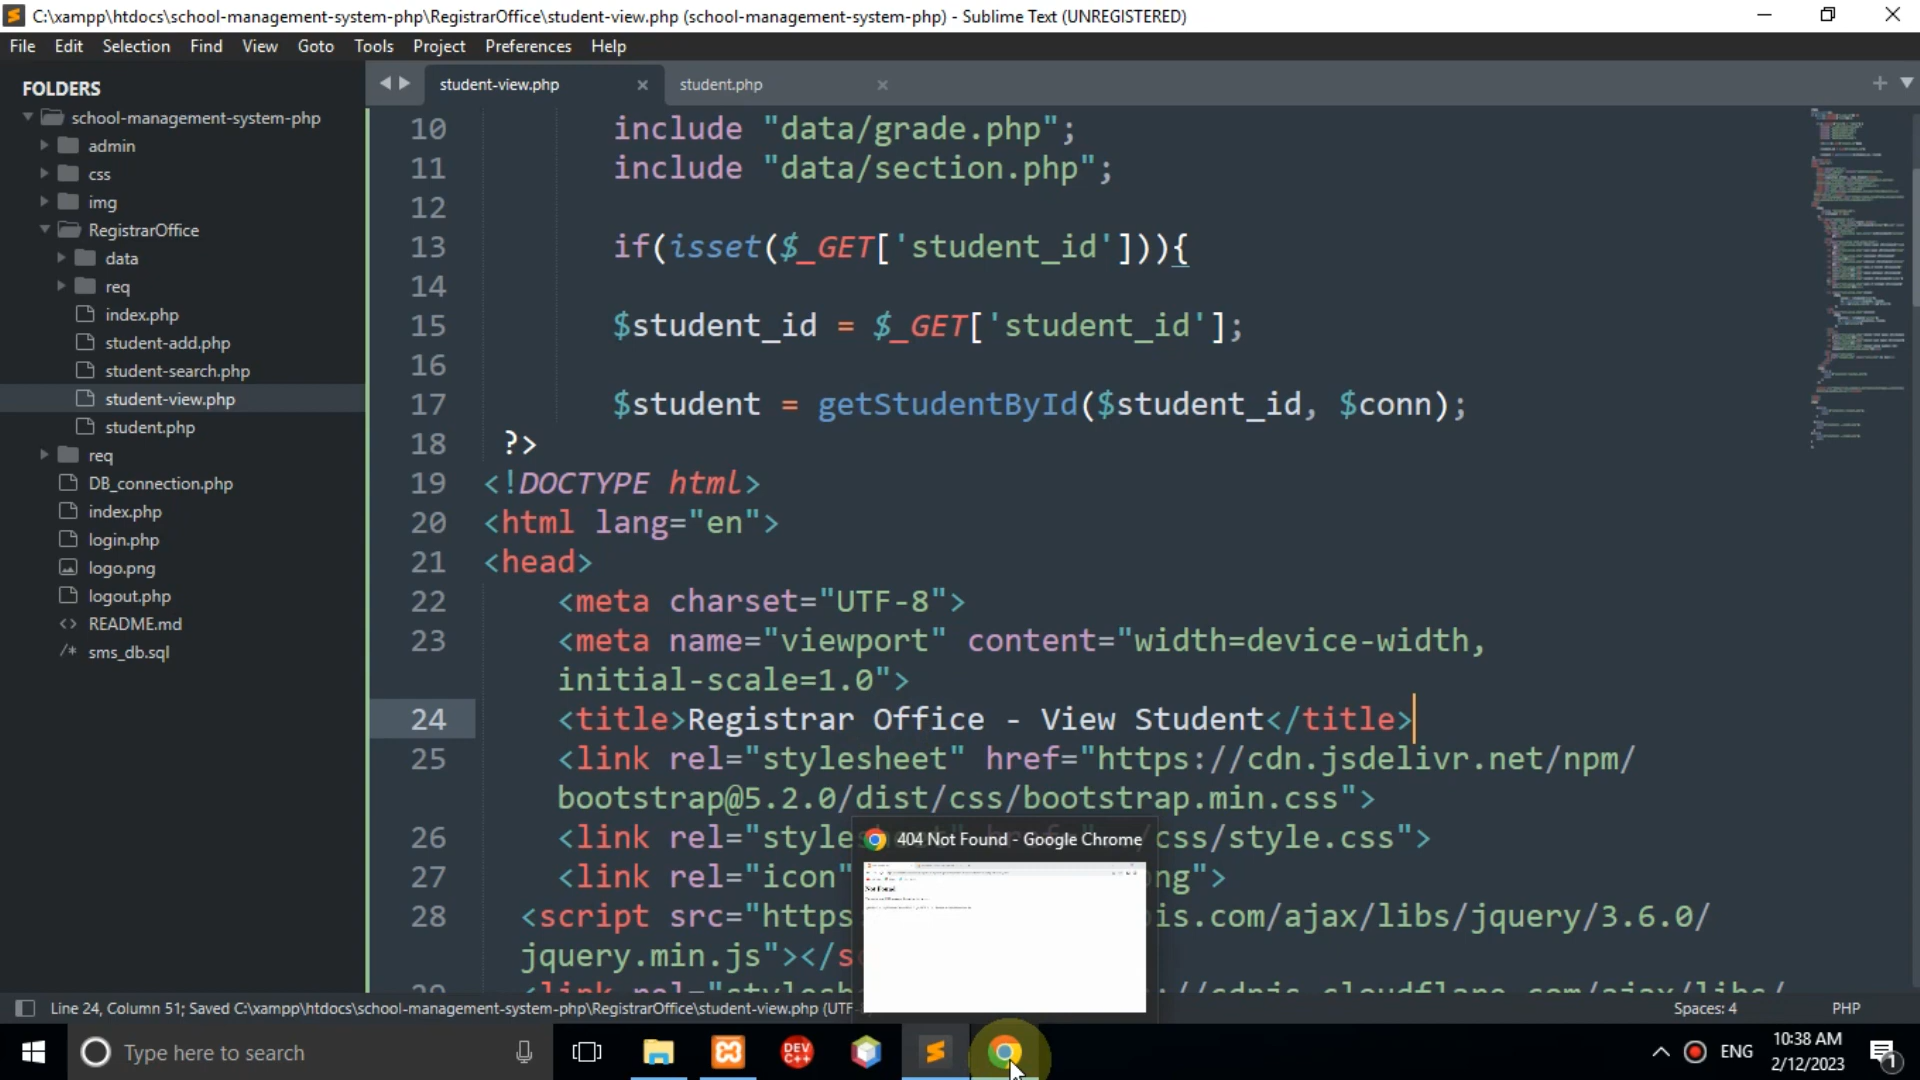 C:\xampp\htdocs\school-management-system-php\RegistrarOffice\student-view.php (school-management-system-php) - Sublime Text (UNREGISTERED)
File Edit Selection Find View Goto Tools Project Preferences Help
FOLDERS
school-management-system-php
admin
css
img
RegistrarOffice
data
req
index.php
student-add.php
student-search.php
student-view.php
student.php
req
DB_connection.php
index.php
login.php
logo.png
logout.php
README.md
sms_db.sql
student-view.php student.php
10 include "data/grade.php";
11 include "data/section.php";
12
13 if(isset($_GET['student_id'])){
14
15 $student_id = $_GET['student_id'];
16
17 $student = getStudentById($student_id, $conn);
18 ?>
19 <!DOCTYPE html>
20 <html lang="en">
21 <head>
22 <meta charset="UTF-8">
23 <meta name="viewport" content="width=device-width,
initial-scale=1.0">
24 <title>Registrar Office - View Student</title>
25 <link rel="stylesheet" href="https://cdn.jsdelivr.net/npm/
bootstrap@5.2.0/dist/css/bootstrap.min.css">
26 <link rel="style /css/style.css">
27 <link rel="icon" ng">
28 <script src="https is.com/ajax/libs/jquery/3.6.0/
jquery.min.js"></s
404 Not Found - Google Chrome
Not Found
Line 24, Column 51; Saved C:\xampp\htdocs\school-management-system-php\RegistrarOffice\student-view.php (UTF-
Spaces: 4 PHP
Type here to search
DEV
C++
ENG
10:38 AM
2/12/2023
1